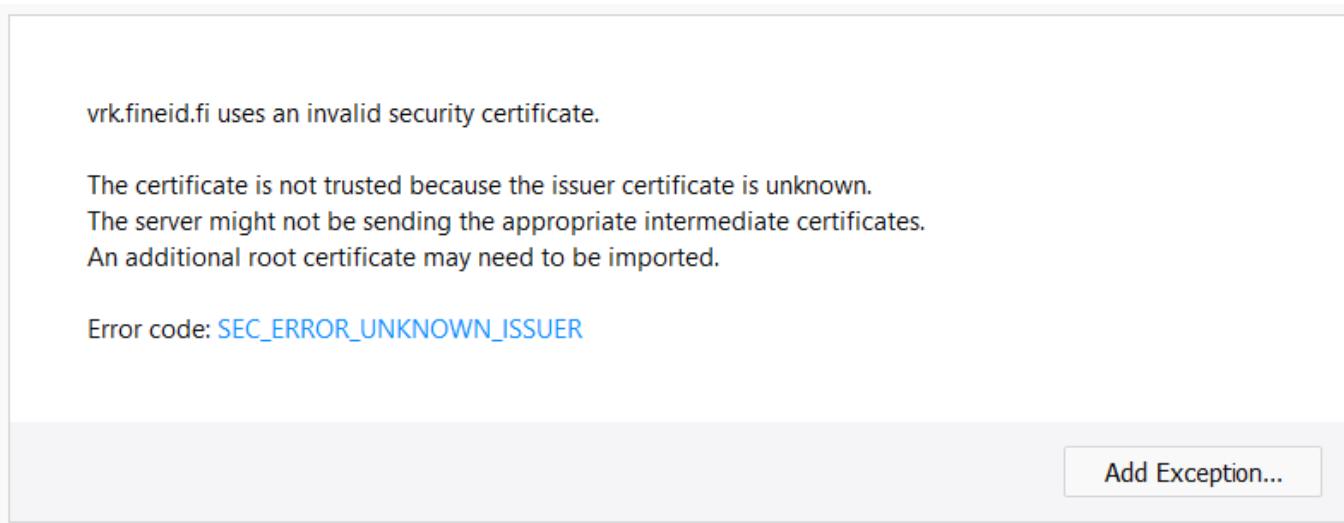 vrk.fineid.fi uses an invalid security certificate.
The certificate is not trusted because the issuer certificate is unknown.
The server might not be sending the appropriate intermediate certificates.
An additional root certificate may need to be imported.
Error code: SEC_ERROR_UNKNOWN_ISSUER
Add Exception...